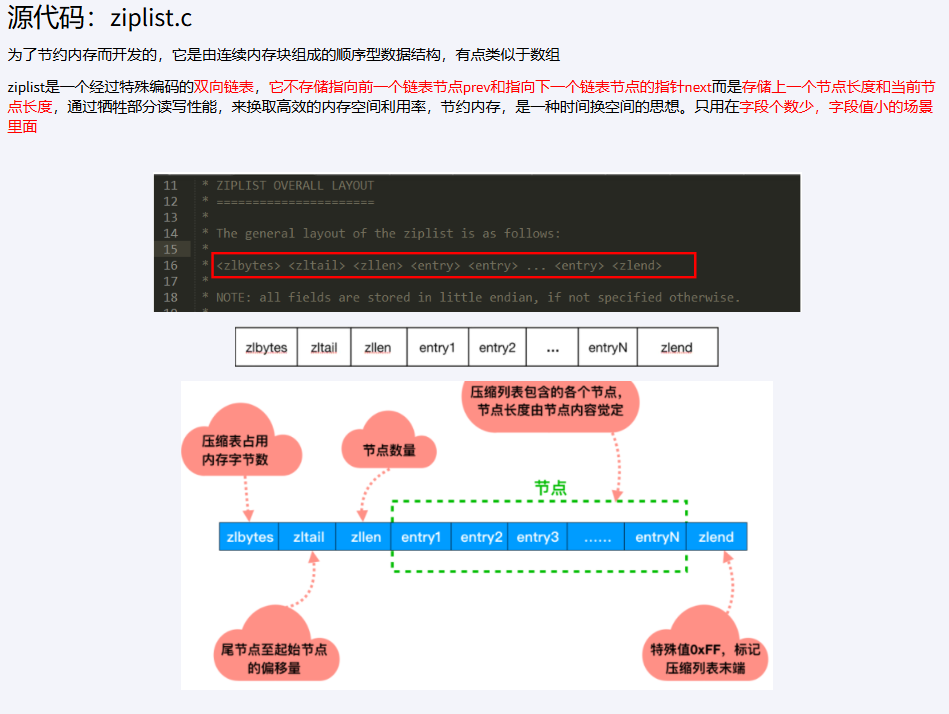 源代码：ziplist.c
为了节约内存而开发的，它是由连续内存块组成的顺序型数据结构，有点类似于数组
ziplist是一个经过特殊编码的双向链表，它不存储指向前一个链表节点prev和指向下一个链表节点的指针next而是存储上一个节点长度和当前节
点长度，通过牺牲部分读写性能，来换取高效的内存空间利用率，节约内存，是一种时间换空间的思想。只用在字段个数少，字段值小的场景
里面
11 * ZIPLIST OVERALL LAYOUT
12 * ======================
13 *
14 * The general layout of the ziplist is as follows:
15 *
16 * <zlbytes> <zltail> <zllen> <entry> <entry> ... <entry> <zlend>
17 *
18 * NOTE: all fields are stored in little endian, if not specified otherwise.
zlbytes zltail zllen entry1 entry2 ... entryN zlend
压缩列表包含的各个节点，
节点长度由节点内容觉定
压缩表占用
内存字节数
节点数量
节点
zlbytes zltail zllen entry1 entry2 entry3 ...... entryN zlend
尾节点至起始节点
的偏移量
特殊值0xFF，标记
压缩列表末端